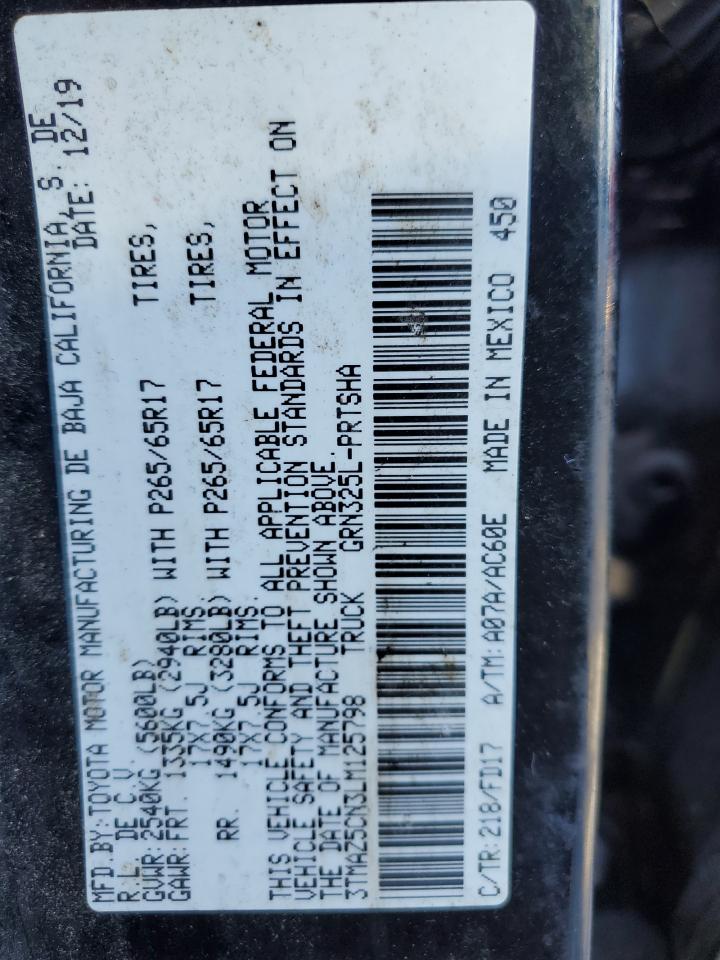 MFD.BY:TOYOTA MOTOR MANUFACTURING DE BAJA CALIFORNIA, S. DE
R.L. DE C.V. DATE: 12/19
GVWR: 2540KG (5600LB)
GAWR:FRT. 1335KG (2940LB) WITH P265/65R17 TIRES,
17X7.5J RIMS.
RR. 1490KG (3280LB) WITH P265/65R17 TIRES,
17X7.5J RIMS.
THIS VEHICLE CONFORMS TO ALL APPLICABLE FEDERAL MOTOR
VEHICLE SAFETY AND THEFT PREVENTION STANDARDS IN EFFECT ON
THE DATE OF MANUFACTURE SHOWN ABOVE.
3TMAZ5CN3LM125798 TRUCK GRN325L-PRTSHA
C/TR:218/FD17 A/TM:A07A/AC60E MADE IN MEXICO 450